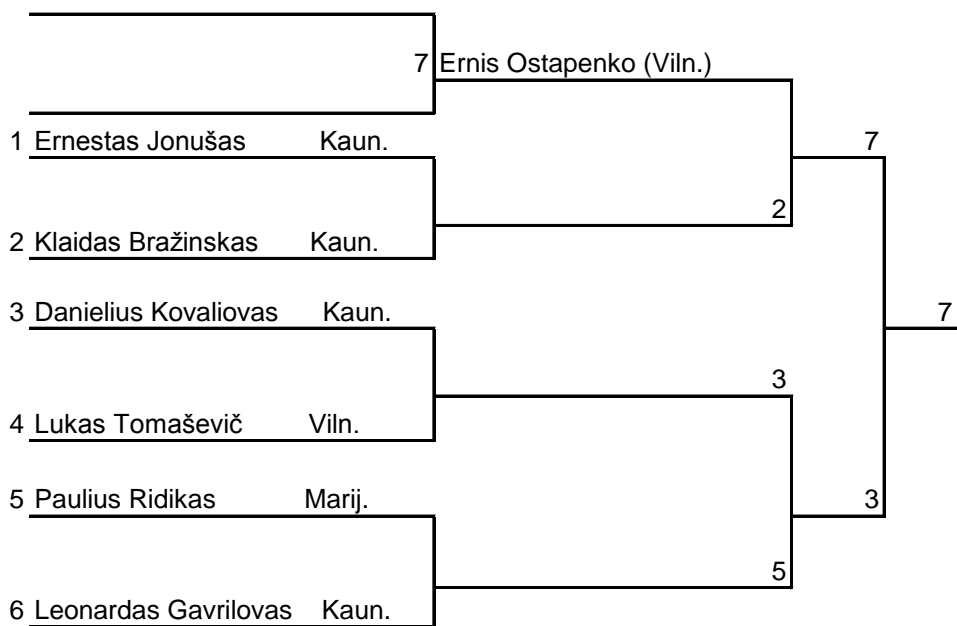 7 Ernis Ostapenko (Viln.)
1 Ernestas Jonušas Kaun. 7
2
2 Klaidas Bražinskas Kaun.
3 Danielius Kovaliovas Kaun. 7
3
4 Lukas Tomaševič Viln.
5 Paulius Ridikas Marij. 3
5
6 Leonardas Gavrilovas Kaun.